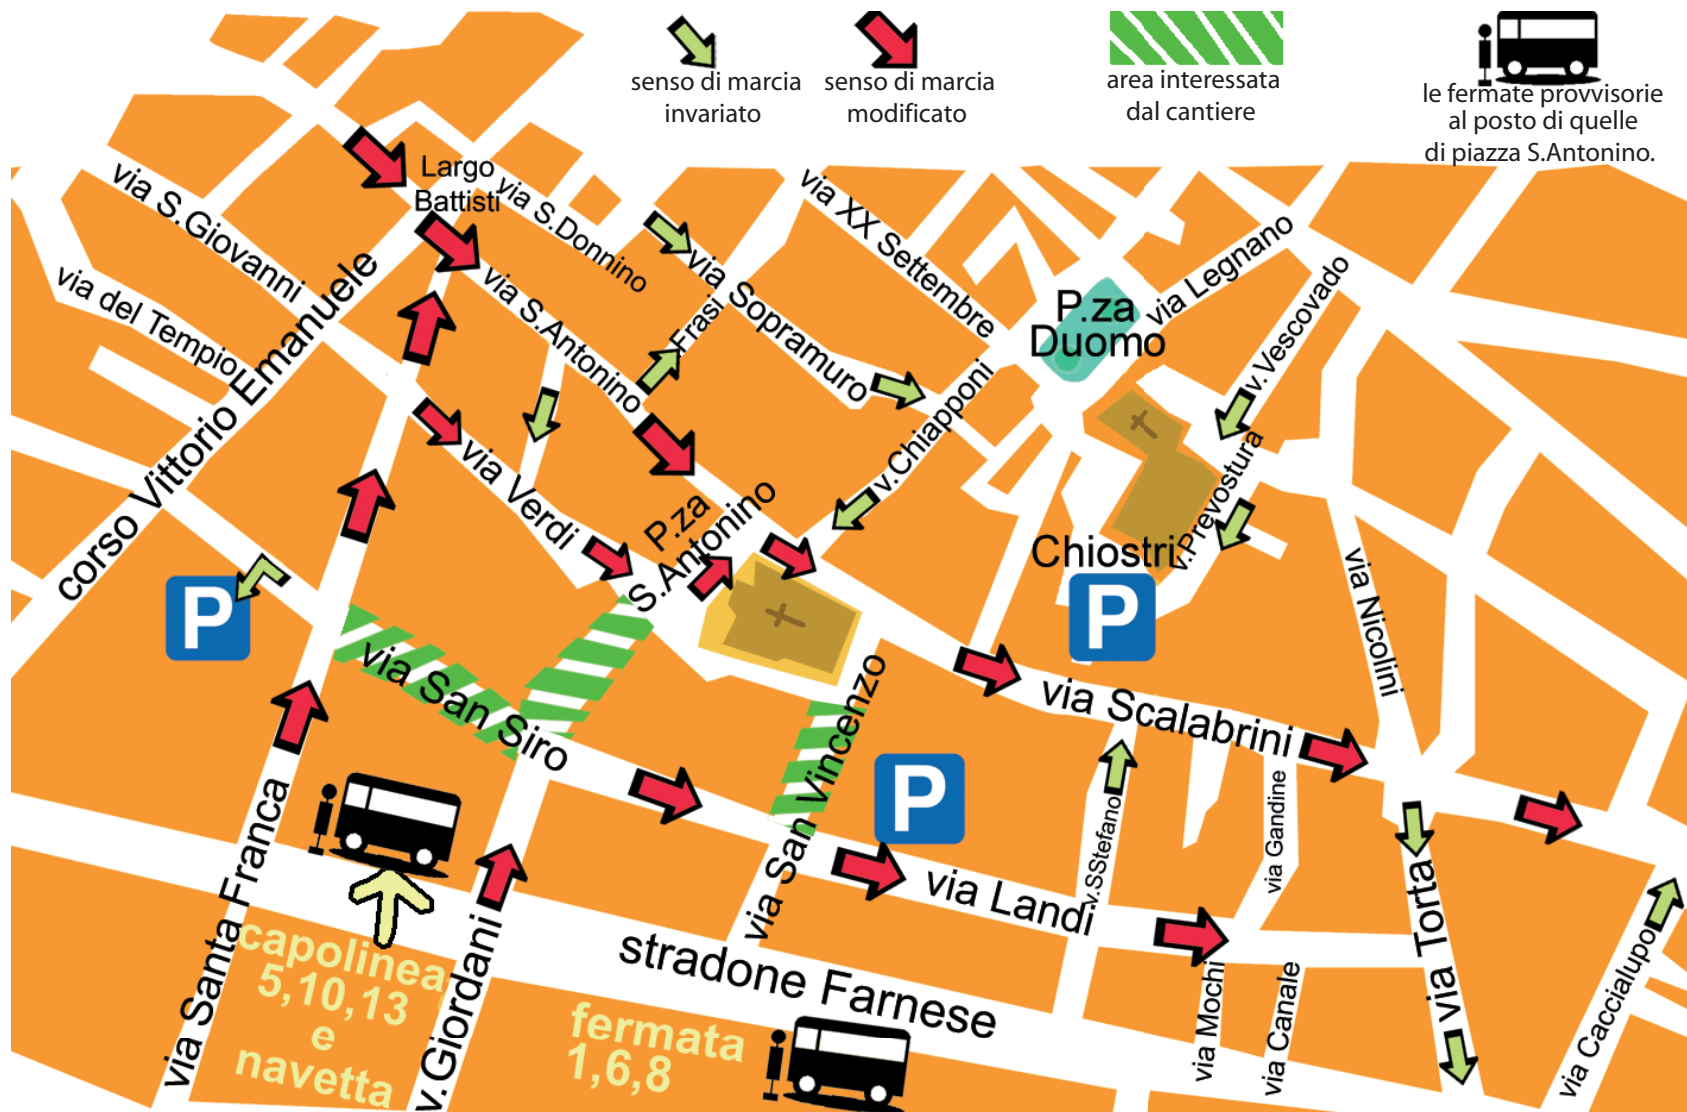 senso di marcia
invariato
senso di marcia
modificato
area interessata
dal cantiere
le fermate provvisorie
al posto di quelle
di piazza S.Antonino.
Largo
Battisti
via S.Donnino
via S.Giovanni
via del Tempio
corso Vittorio Emanuele
via S.Antonino
via Sopramuro
Frasi
via XX Settembre
P.za
Duomo
via Legnano
v.Vescovado
v.Chiapponi
v.Prevostura
via Verdi
P.za
S.Antonino
Chiostri
P
P
P
via Nicolini
via San Siro
via San Vincenzo
via Scalabrini
via Santa Franca
v.Giordani
via Landi
v.SStefano
via Gandine
via Torta
via Caccialupo
via Mochi
via Canale
stradone Farnese
capolinea
5,10,13
e
navetta
fermata
1,6,8